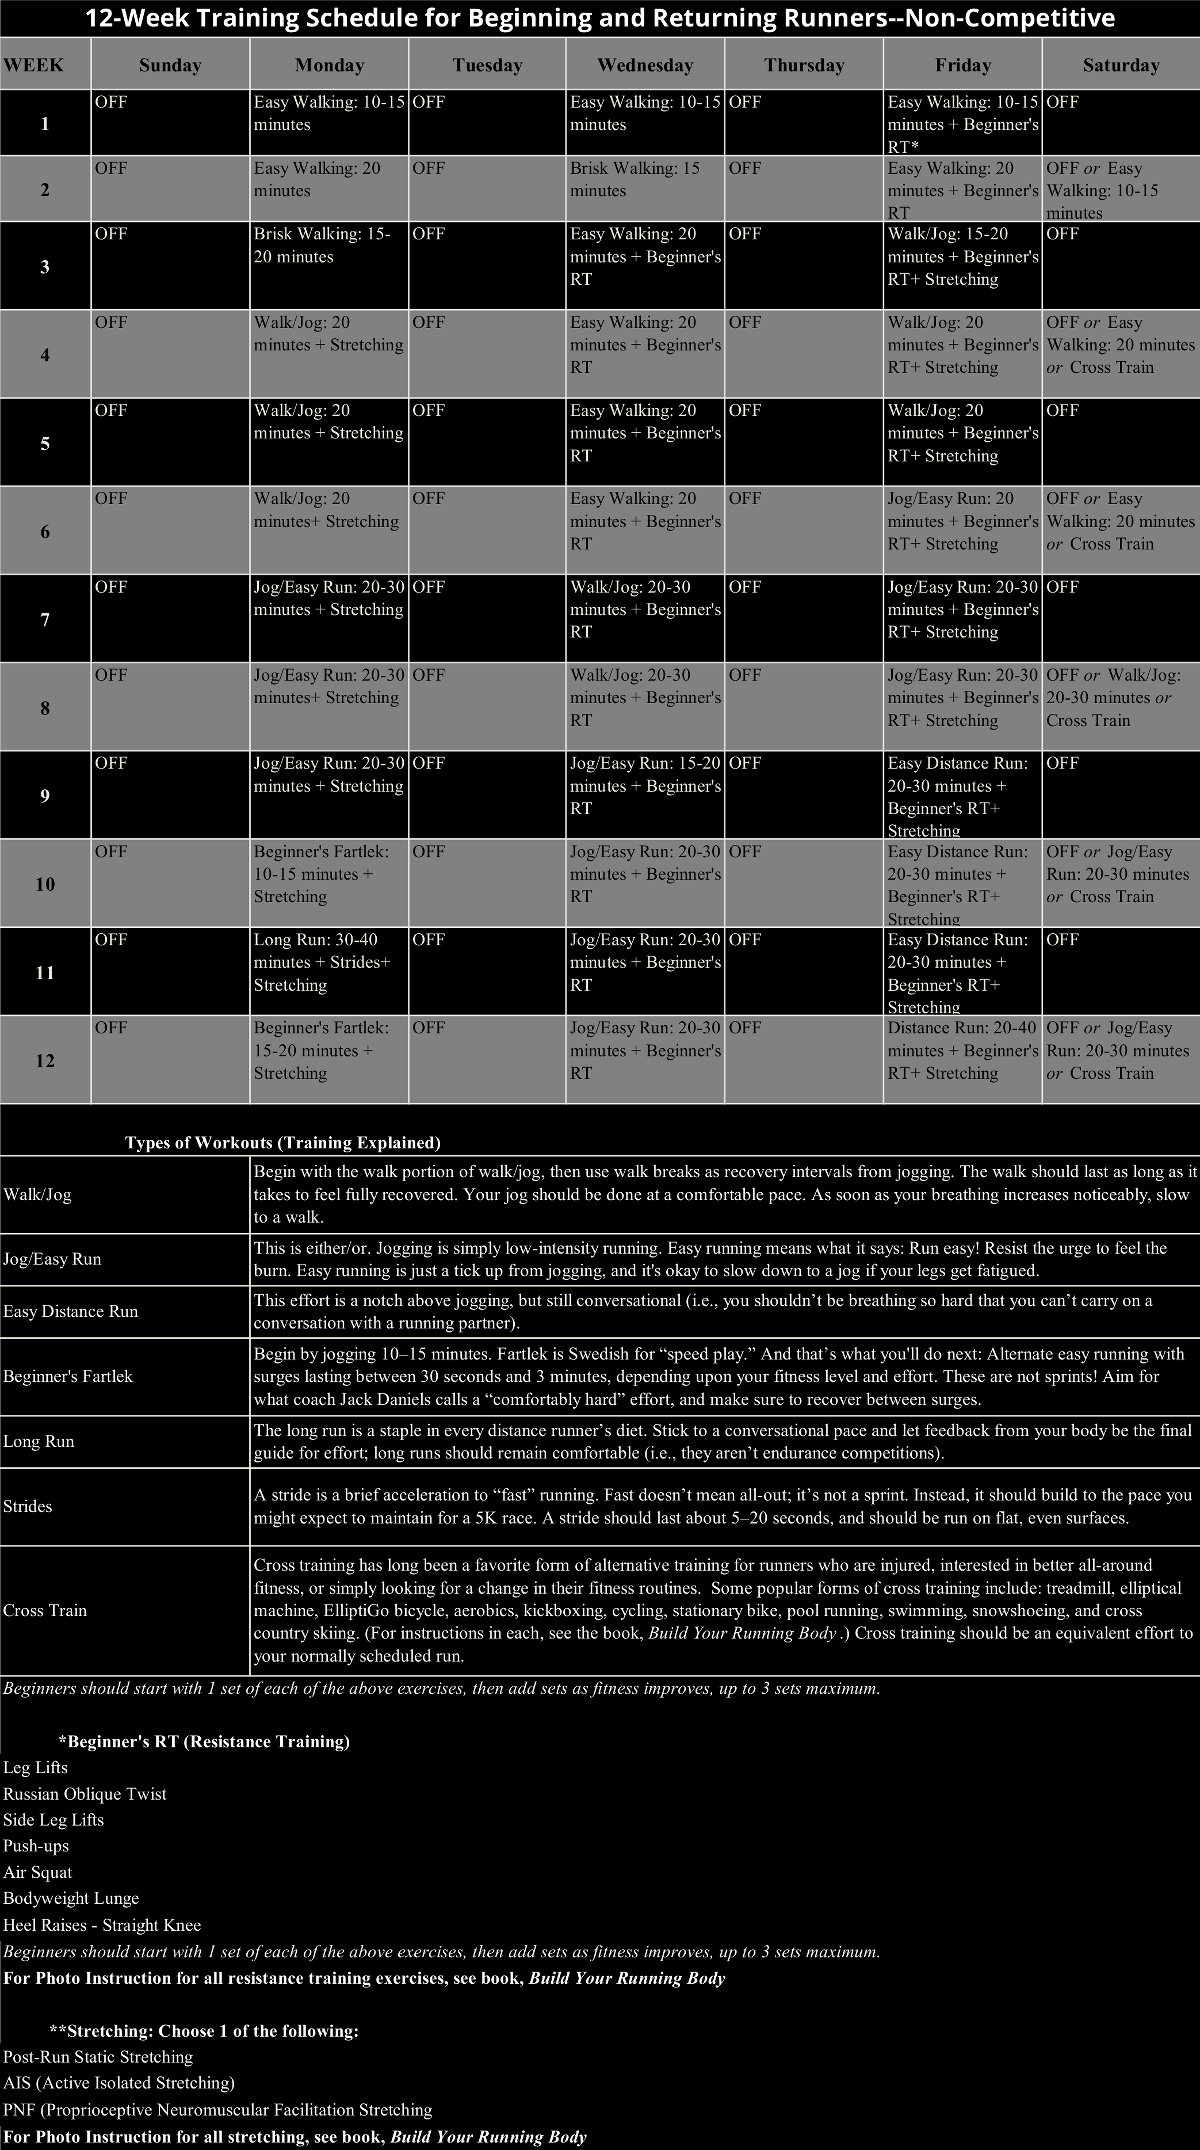 12-Week Training Schedule for Beginning and Returning Runners--Non-Competitive
WEEK Sunday Monday Tuesday Wednesday Thursday Friday Saturday
1
OFF
Easy Walking: 10-15
minutes
OFF
Easy Walking: 10-15
minutes
OFF
Easy Walking: 10-15
minutes + Beginner's
RT*
OFF
2
OFF
Easy Walking: 20
minutes
OFF
Brisk Walking: 15
minutes
OFF
Easy Walking: 20
minutes + Beginner's
RT
OFF or Easy
Walking: 10-15
minutes
3
OFF
Brisk Walking: 15-
20 minutes
OFF
Easy Walking: 20
minutes + Beginner's
RT
OFF
Walk/Jog: 15-20
minutes + Beginner's
RT+ Stretching
OFF
4
OFF
Walk/Jog: 20
minutes + Stretching
OFF
Easy Walking: 20
minutes + Beginner's
RT
OFF
Walk/Jog: 20
minutes + Beginner's
RT+ Stretching
OFF or Easy
Walking: 20 minutes
or Cross Train
5
OFF
Walk/Jog: 20
minutes + Stretching
OFF
Easy Walking: 20
minutes + Beginner's
RT
OFF
Walk/Jog: 20
minutes + Beginner's
RT+ Stretching
OFF
6
OFF
Walk/Jog: 20
minutes+ Stretching
OFF
Easy Walking: 20
minutes + Beginner's
RT
OFF
Jog/Easy Run: 20
minutes + Beginner's
RT+ Stretching
OFF or Easy
Walking: 20 minutes
or Cross Train
7
OFF
Jog/Easy Run: 20-30
minutes + Stretching
OFF
Walk/Jog: 20-30
minutes + Beginner's
RT
OFF
Jog/Easy Run: 20-30
minutes + Beginner's
RT+ Stretching
OFF
8
OFF
Jog/Easy Run: 20-30
minutes+ Stretching
OFF
Walk/Jog: 20-30
minutes + Beginner's
RT
OFF
Jog/Easy Run: 20-30
minutes + Beginner's
RT+ Stretching
OFF or Walk/Jog:
20-30 minutes or
Cross Train
9
OFF
Jog/Easy Run: 20-30
minutes + Stretching
OFF
Jog/Easy Run: 15-20
minutes + Beginner's
RT
OFF
Easy Distance Run:
20-30 minutes +
Beginner's RT+
Stretching
OFF
10
OFF
Beginner's Fartlek:
10-15 minutes +
Stretching
OFF
Jog/Easy Run: 20-30
minutes + Beginner's
RT
OFF
Easy Distance Run:
20-30 minutes +
Beginner's RT+
Stretching
OFF or Jog/Easy
Run: 20-30 minutes
or Cross Train
11
OFF
Long Run: 30-40
minutes + Strides+
Stretching
OFF
Jog/Easy Run: 20-30
minutes + Beginner's
RT
OFF
Easy Distance Run:
20-30 minutes +
Beginner's RT+
Stretching
OFF
12
OFF
Beginner's Fartlek:
15-20 minutes +
Stretching
OFF
Jog/Easy Run: 20-30
minutes + Beginner's
RT
OFF
Distance Run: 20-40
minutes + Beginner's
RT+ Stretching
OFF or Jog/Easy
Run: 20-30 minutes
or Cross Train
Types of Workouts (Training Explained)
Walk/Jog
Begin with the walk portion of walk/jog, then use walk breaks as recovery intervals from jogging. The walk should last as long as it
takes to feel fully recovered. Your jog should be done at a comfortable pace. As soon as your breathing increases noticeably, slow
to a walk.
Jog/Easy Run
This is either/or. Jogging is simply low-intensity running. Easy running means what it says: Run easy! Resist the urge to feel the
burn. Easy running is just a tick up from jogging, and it's okay to slow down to a jog if your legs get fatigued.
Easy Distance Run
This effort is a notch above jogging, but still conversational (i.e., you shouldn’t be breathing so hard that you can’t carry on a
conversation with a running partner).
Beginner's Fartlek
Begin by jogging 10–15 minutes. Fartlek is Swedish for “speed play.” And that’s what you'll do next: Alternate easy running with
surges lasting between 30 seconds and 3 minutes, depending upon your fitness level and effort. These are not sprints! Aim for
what coach Jack Daniels calls a “comfortably hard” effort, and make sure to recover between surges.
Long Run
The long run is a staple in every distance runner’s diet. Stick to a conversational pace and let feedback from your body be the final
guide for effort; long runs should remain comfortable (i.e., they aren’t endurance competitions).
Strides
A stride is a brief acceleration to “fast” running. Fast doesn’t mean all-out; it’s not a sprint. Instead, it should build to the pace you
might expect to maintain for a 5K race. A stride should last about 5–20 seconds, and should be run on flat, even surfaces.
Cross Train
Cross training has long been a favorite form of alternative training for runners who are injured, interested in better all-around
fitness, or simply looking for a change in their fitness routines. Some popular forms of cross training include: treadmill, elliptical
machine, ElliptiGo bicycle, aerobics, kickboxing, cycling, stationary bike, pool running, swimming, snowshoeing, and cross
country skiing. (For instructions in each, see the book, Build Your Running Body .) Cross training should be an equivalent effort to
your normally scheduled run.
Beginners should start with 1 set of each of the above exercises, then add sets as fitness improves, up to 3 sets maximum.
*Beginner's RT (Resistance Training)
Leg Lifts
Russian Oblique Twist
Side Leg Lifts
Push-ups
Air Squat
Bodyweight Lunge
Heel Raises - Straight Knee
Beginners should start with 1 set of each of the above exercises, then add sets as fitness improves, up to 3 sets maximum.
For Photo Instruction for all resistance training exercises, see book, Build Your Running Body
**Stretching: Choose 1 of the following:
Post-Run Static Stretching
AIS (Active Isolated Stretching)
PNF (Proprioceptive Neuromuscular Facilitation Stretching
For Photo Instruction for all stretching, see book, Build Your Running Body